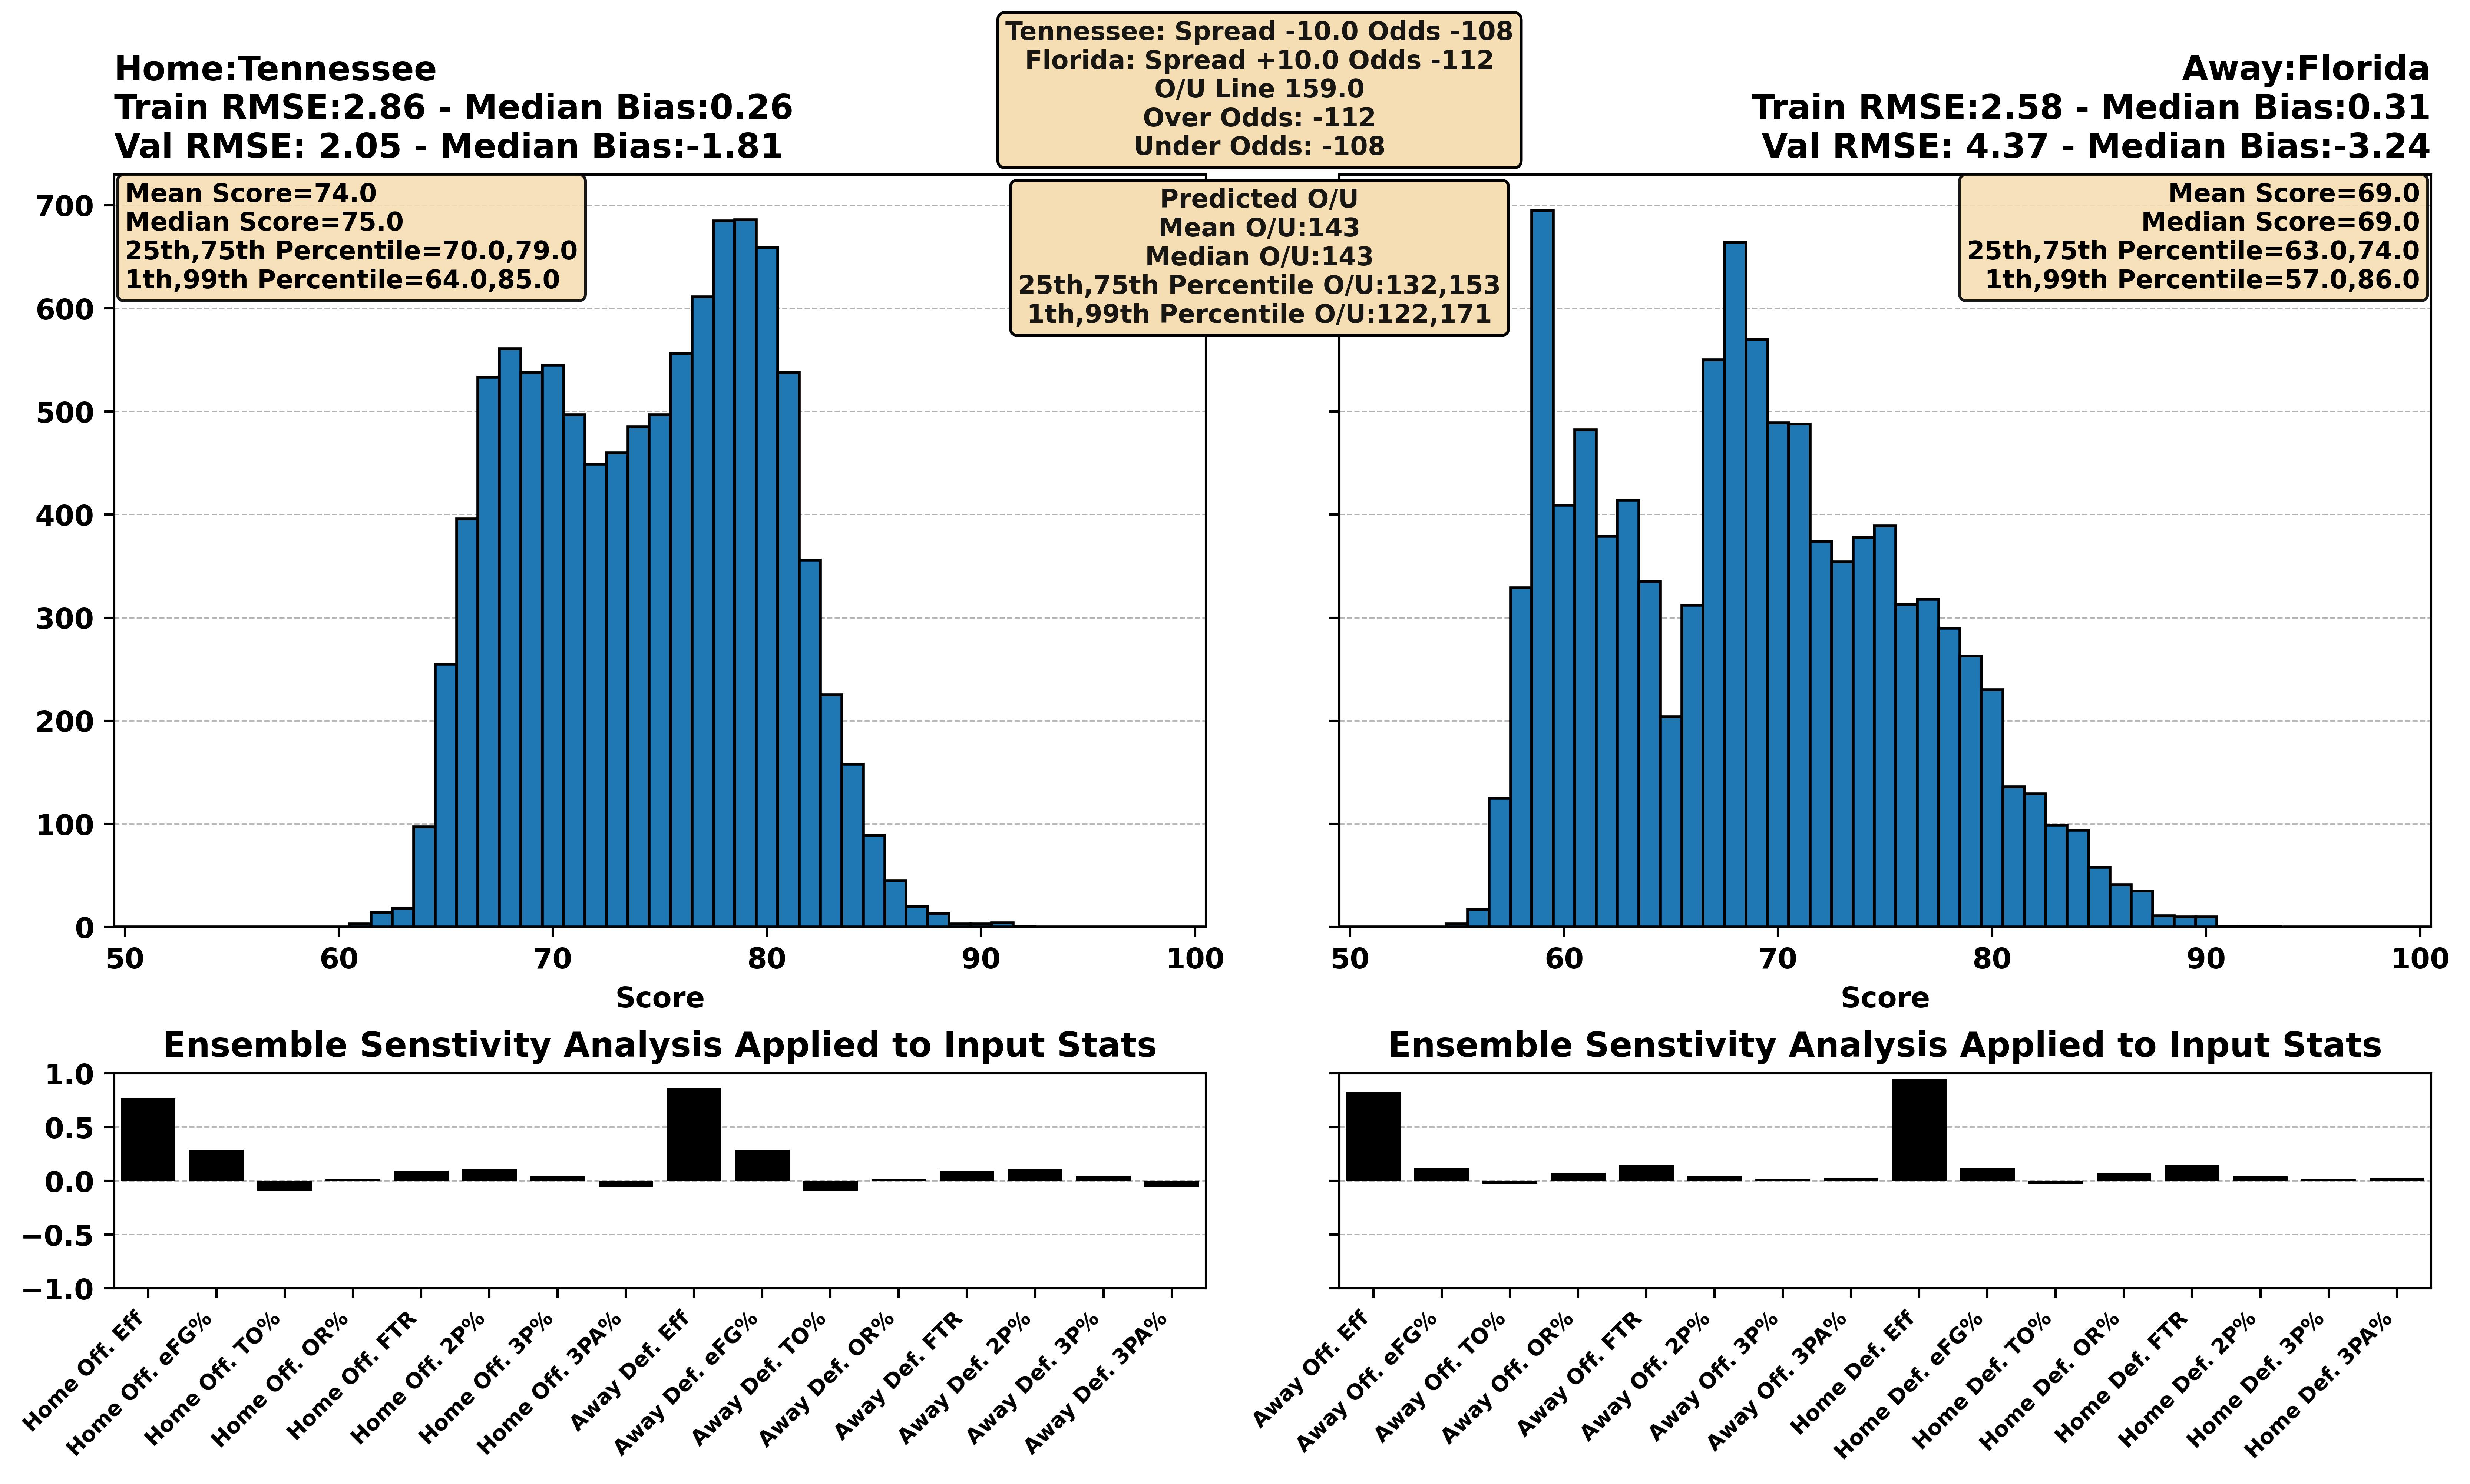 Tennessee: Spread -10.0 Odds -108
Florida: Spread +10.0 Odds -112
O/U Line 159.0
Over Odds: -112
Under Odds: -108
Home:Tennessee
Train RMSE:2.86 - Median Bias:0.26
Val RMSE: 2.05 - Median Bias:-1.81
Away:Florida
Train RMSE:2.58 - Median Bias:0.31
Val RMSE: 4.37 - Median Bias:-3.24
Mean Score=74.0
Median Score=75.0
25th,75th Percentile=70.0,79.0
1th,99th Percentile=64.0,85.0
Predicted O/U
Mean O/U:143
Median O/U:143
25th,75th Percentile O/U:132,153
1th,99th Percentile O/U:122,171
Mean Score=69.0
Median Score=69.0
25th,75th Percentile=63.0,74.0
1th,99th Percentile=57.0,86.0
700
600
500
400
300
200
100
0
50 60 70 80 90 100
Score
50 60 70 80 90 100
Score
Ensemble Senstivity Analysis Applied to Input Stats
Ensemble Senstivity Analysis Applied to Input Stats
1.0
0.5
0.0
−0.5
−1.0
Home Off. Eff
Home Off. eFG%
Home Off. TO%
Home Off. OR%
Home Off. FTR
Home Off. 2P%
Home Off. 3P%
Home Off. 3PA%
Away Def. Eff
Away Def. eFG%
Away Def. TO%
Away Def. OR%
Away Def. FTR
Away Def. 2P%
Away Def. 3P%
Away Def. 3PA%
Away Off. Eff
Away Off. eFG%
Away Off. TO%
Away Off. OR%
Away Off. FTR
Away Off. 2P%
Away Off. 3P%
Away Off. 3PA%
Home Def. Eff
Home Def. eFG%
Home Def. TO%
Home Def. OR%
Home Def. FTR
Home Def. 2P%
Home Def. 3P%
Home Def. 3PA%